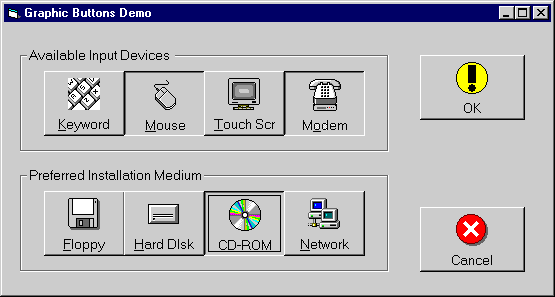 Graphic Buttons Demo
Available Input Devices
Keyword Mouse Touch Scr Modem
OK
Preferred Installation Medium
Floppy Hard DIsk CD-ROM Network
Cancel